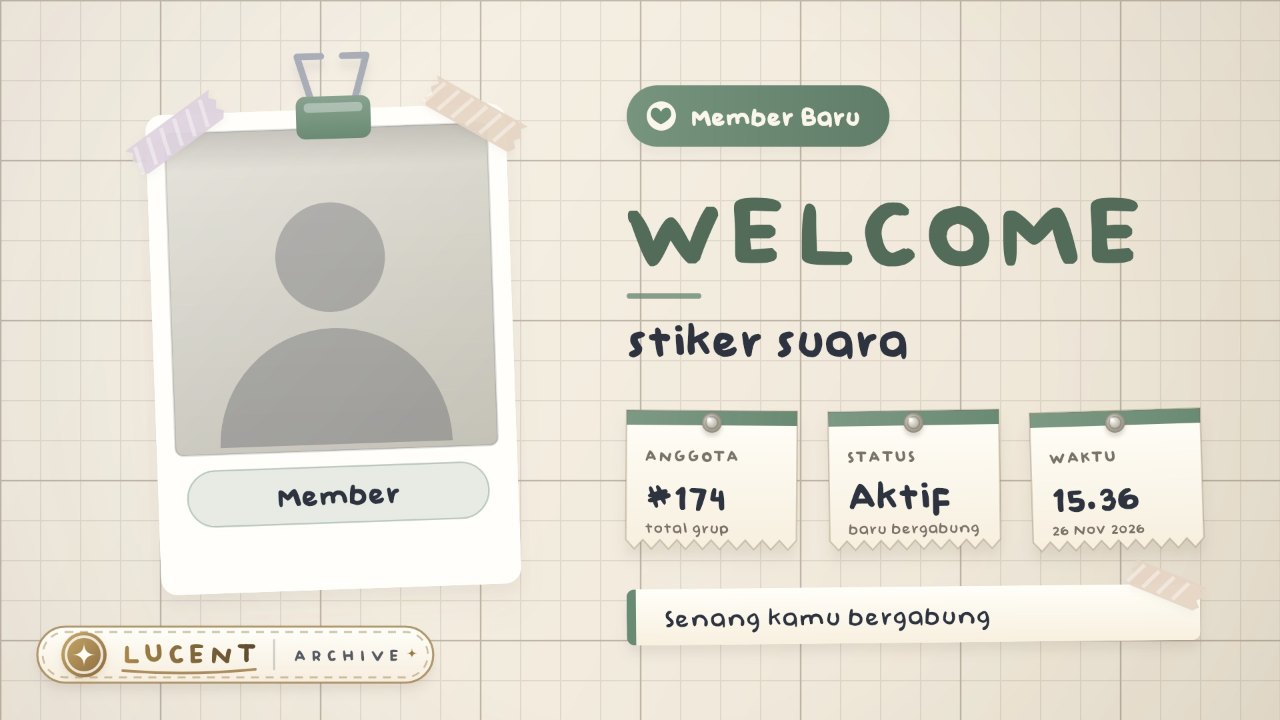 Member Baru
WELCOME
stiker suara
ANGGOTA
#174
total grup
STATUS
Aktif
baru bergabung
WAKTU
15.36
26 NOV 2026
Member
Senang kamu bergabung
LUCENT ARCHIVE